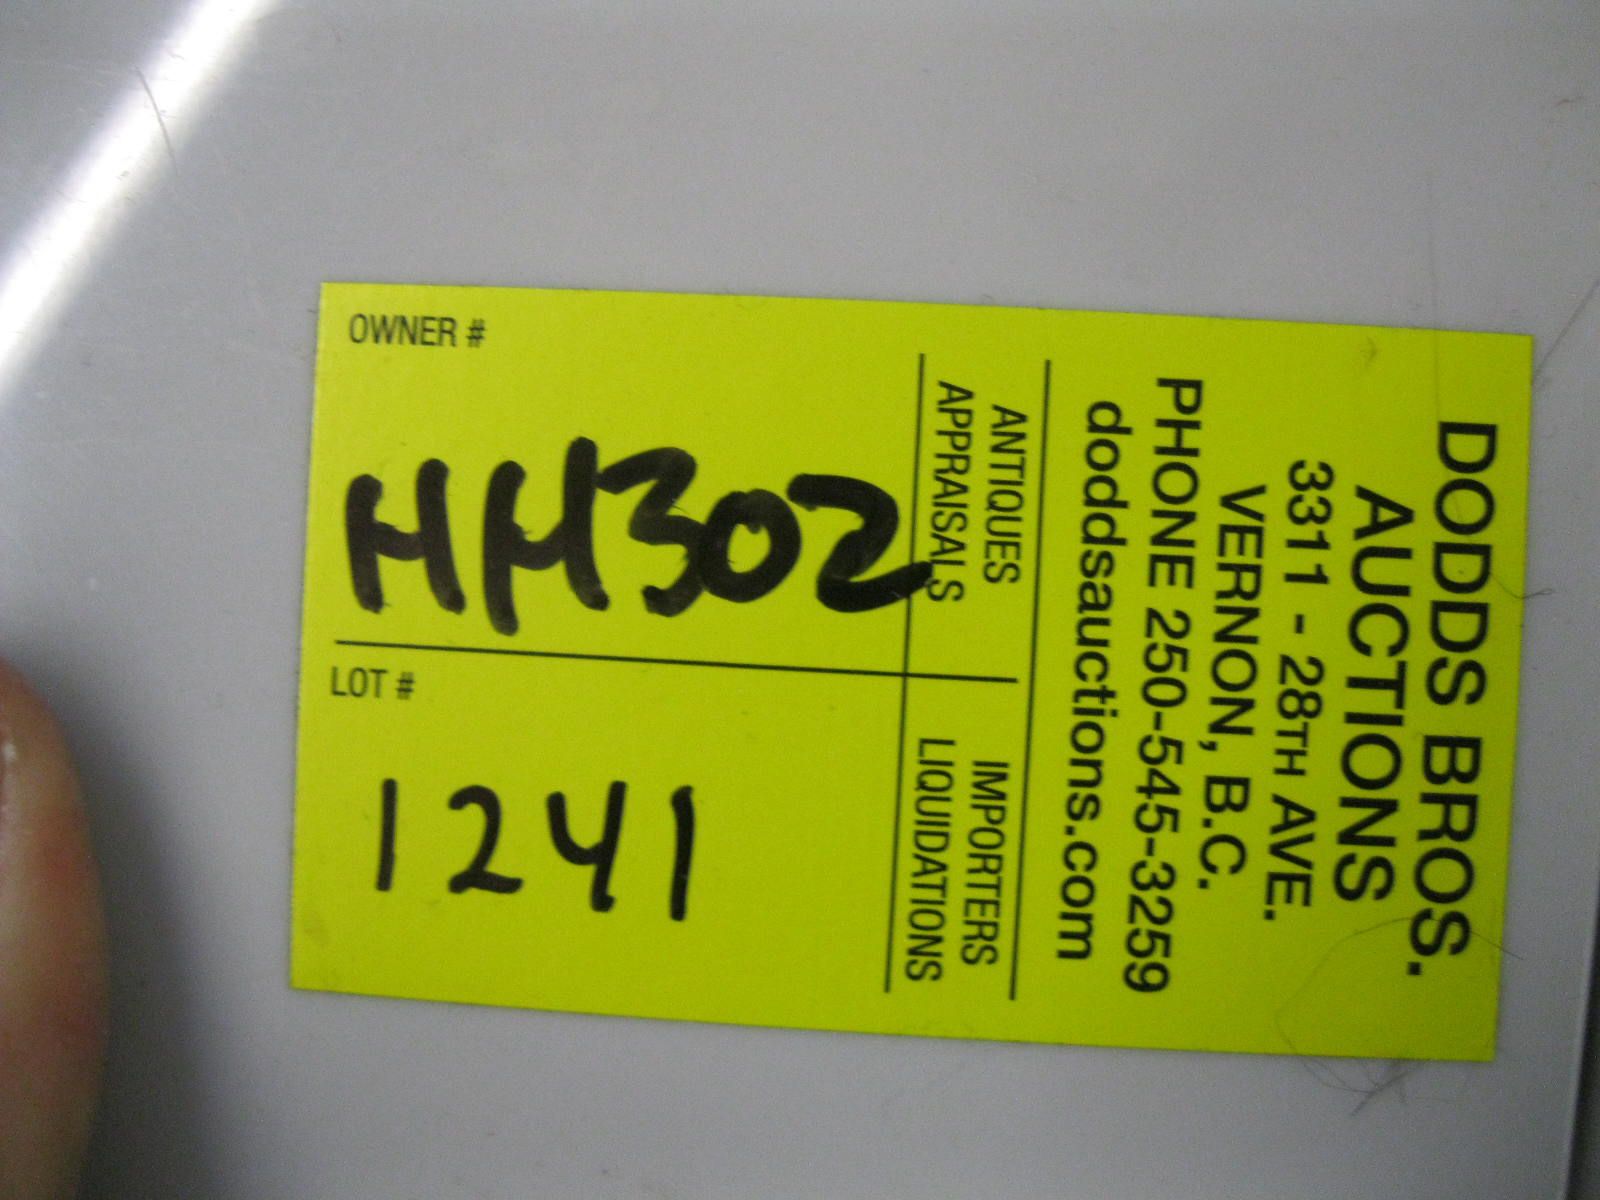 DODDS BROS.
AUCTIONS
3311 - 28TH AVE.
VERNON, B.C.
PHONE 250-545-3259
doddsauctions.com
ANTIQUES
APPRAISALS
IMPORTERS
LIQUIDATIONS
OWNER #
HH302
LOT #
1241